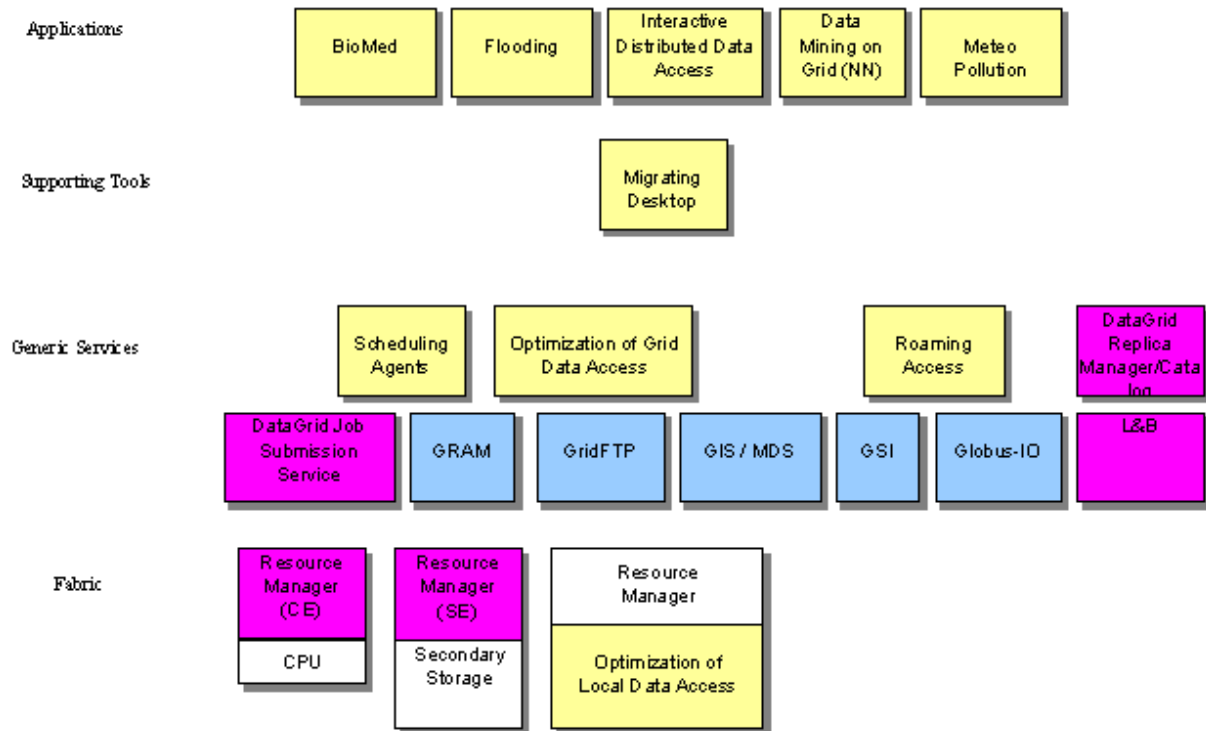 Applications
BioMed
Flooding
Interactive
Distributed Data
Access
Data
Mining on
Grid (NN)
Meteo
Pollution
Supporting Tools
Migrating
Desktop
Generic Services
Scheduling
Agents
Optimization of Grid
Data Access
Roaming
Access
DataGrid
Replica
Manager/Cata
log
DataGrid Job
Submission
Service
GRAM
GridFTP
GIS / MDS
GSI
Globus-IO
L&B
Fabric
Resource
Manager
(CE)
CPU
Resource
Manager
(SE)
Secondary
Storage
Resource
Manager
Optimization of
Local Data Access